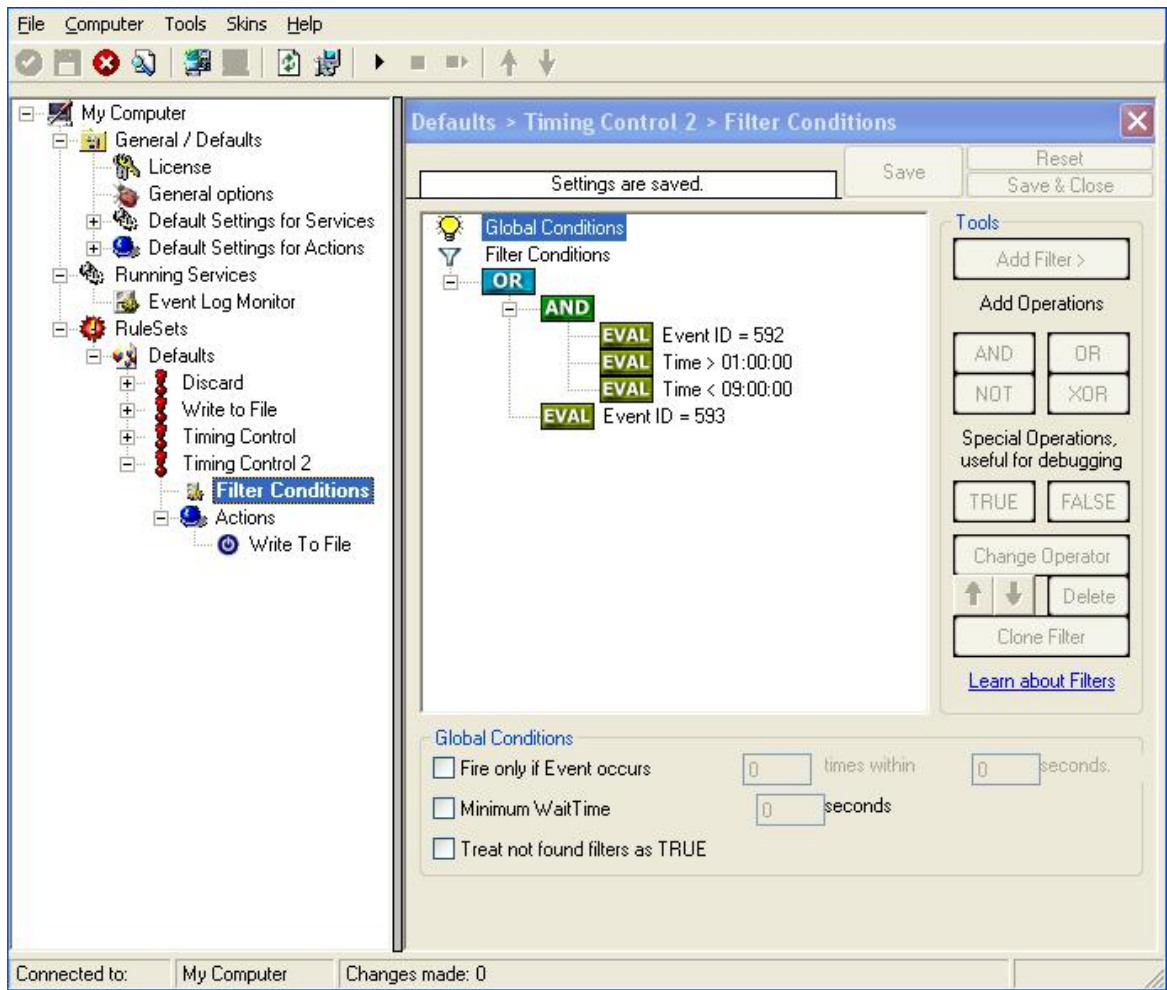 File Computer Tools Skins Help
My Computer
General / Defaults
License
General options
Default Settings for Services
Default Settings for Actions
Running Services
Event Log Monitor
RuleSets
Defaults
Discard
Write to File
Timing Control
Timing Control 2
Filter Conditions
Actions
Write To File
Defaults > Timing Control 2 > Filter Conditions
Settings are saved.
Save
Reset
Save & Close
Global Conditions
Filter Conditions
OR
AND
EVAL Event ID = 592
EVAL Time > 01:00:00
EVAL Time < 09:00:00
EVAL Event ID = 593
Tools
Add Filter >
Add Operations
AND OR
NOT XOR
Special Operations,
useful for debugging
TRUE FALSE
Change Operator
Delete
Clone Filter
Learn about Filters
Global Conditions
Fire only if Event occurs 0 times within 0 seconds.
Minimum WaitTime 0 seconds
Treat not found filters as TRUE
Connected to: My Computer Changes made: 0